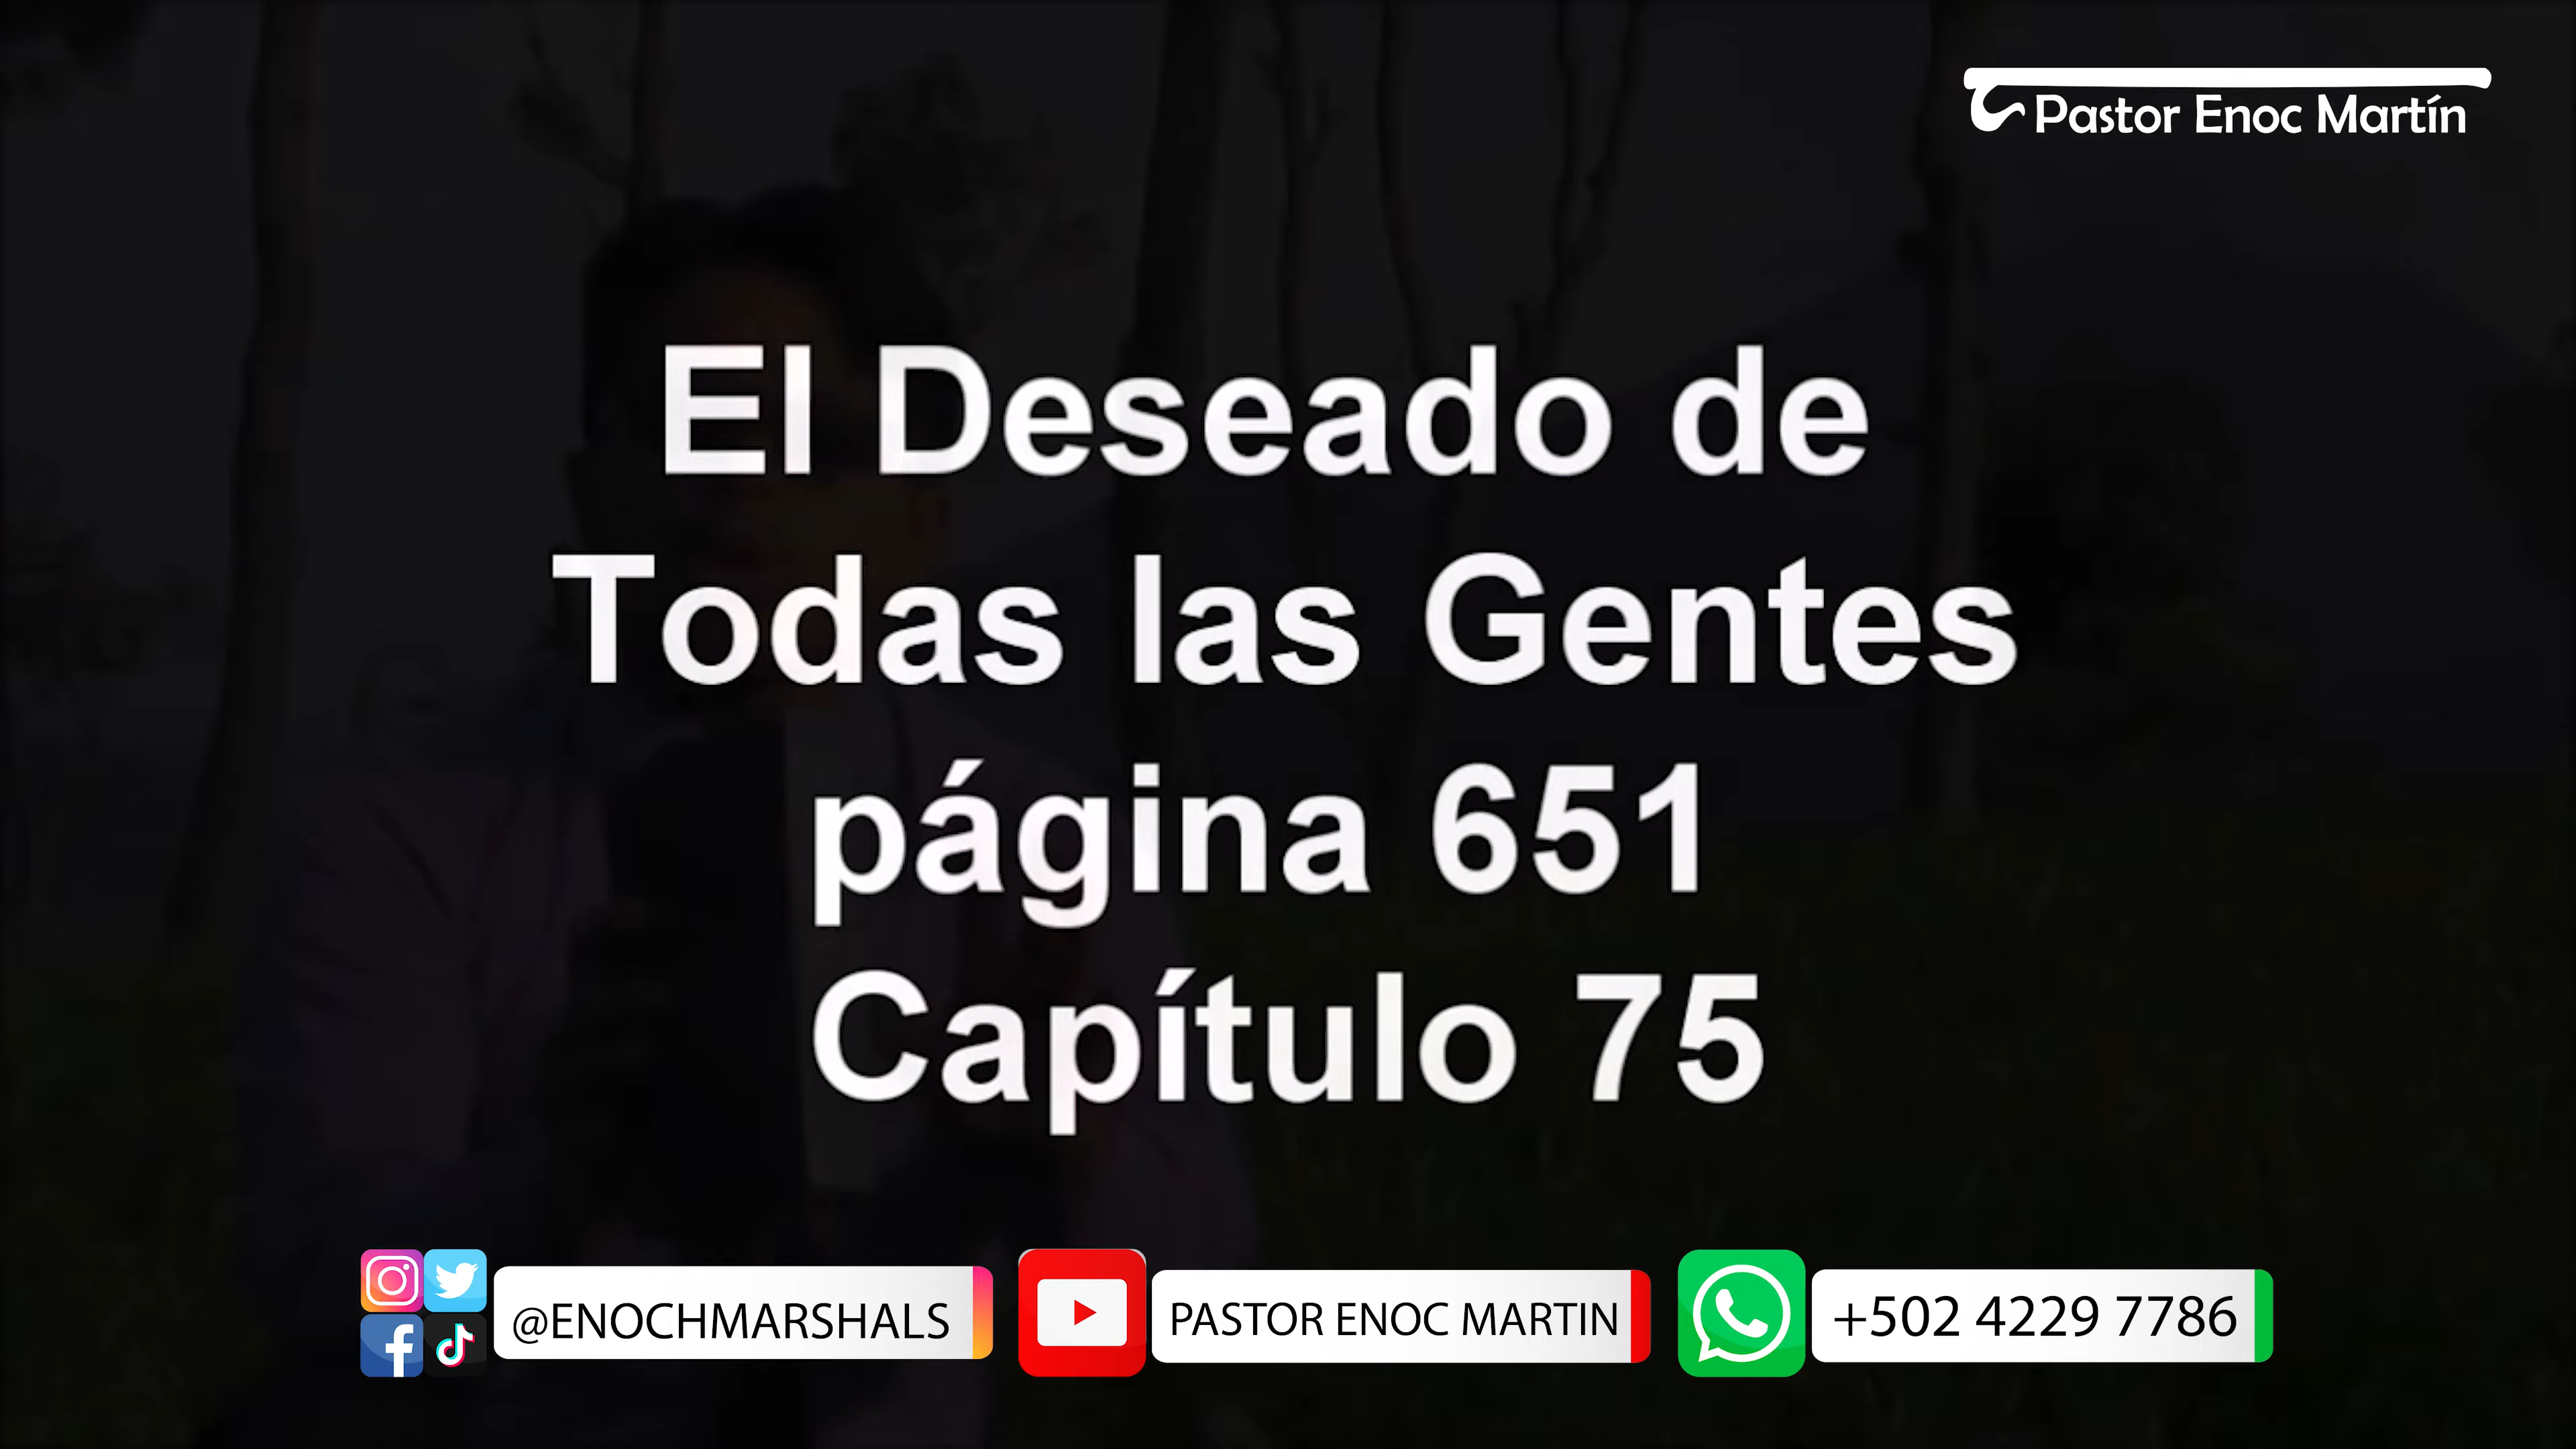 Pastor Enoc Martín
El Deseado de
Todas las Gentes
página 651
Capítulo 75
@ENOCHMARSHALS
PASTOR ENOC MARTIN
+502 4229 7786